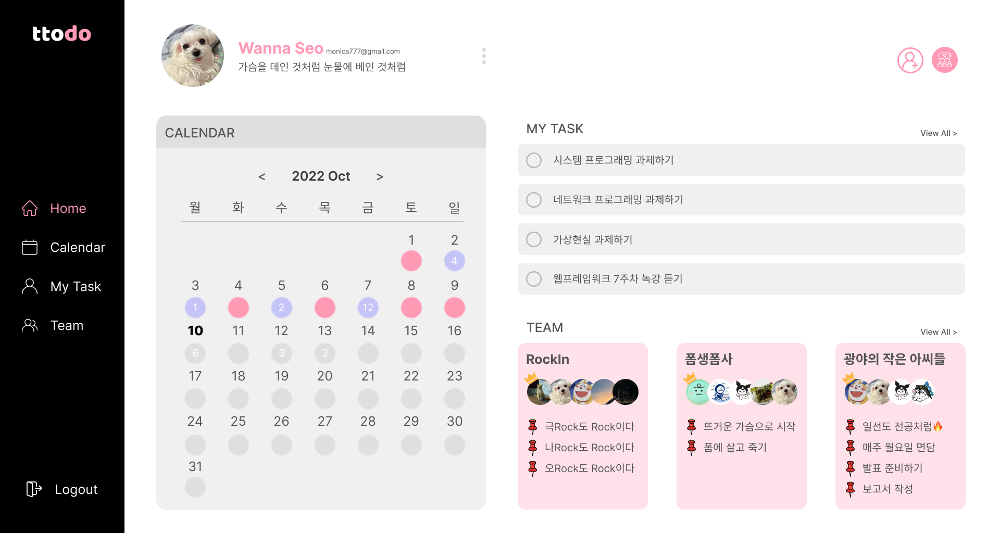 ttodo
Home
Calendar
My Task
Team
Logout
Wanna Seo monica777@gmail.com
가슴을 데인 것처럼 눈물에 베인 것처럼
CALENDAR
< 2022 Oct >
월 화 수 목 금 토 일
1 2
4
3 4 5 6 7 8 9
1 2 12
10 11 12 13 14 15 16
6 3 2
17 18 19 20 21 22 23
24 25 26 27 28 29 30
31
MY TASK
View All >
시스템 프로그래밍 과제하기
네트워크 프로그래밍 과제하기
가상현실 과제하기
웹프레임워크 7주차 녹강 듣기
TEAM
View All >
RockIn
극Rock도 Rock이다
나Rock도 Rock이다
오Rock도 Rock이다
폼생폼사
뜨거운 가슴으로 시작
폼에 살고 죽기
광야의 작은 아씨들
일선도 전공처럼🔥
매주 월요일 면담
발표 준비하기
보고서 작성